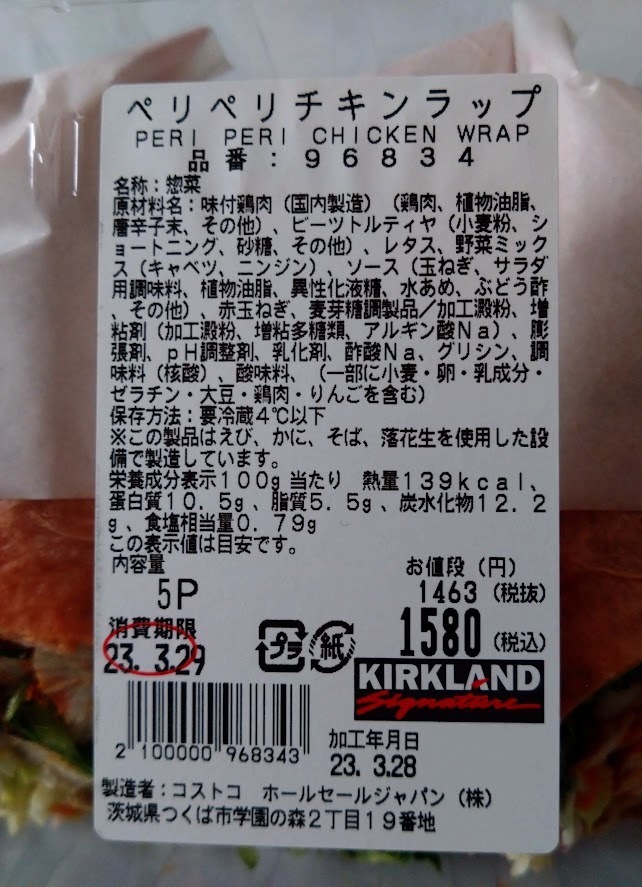 ペリペリチキンラップ
PERI PERI CHICKEN WRAP
品番：96834
名称：惣菜
原材料名：味付鶏肉（国内製造）（鶏肉、植物油脂、
唐辛子末、その他）、ビーツトルティヤ（小麦粉、シ
ョートニング、砂糖、その他）、レタス、野菜ミック
ス（キャベツ、ニンジン）、ソース（玉ねぎ、サラダ
用調味料、植物油脂、異性化液糖、水あめ、ぶどう酢
、その他）、赤玉ねぎ、麦芽糖調製品／加工澱粉、増
粘剤（加工澱粉、増粘多糖類、アルギン酸Ｎａ）、膨
張剤、ｐＨ調整剤、乳化剤、酢酸Ｎａ、グリシン、調
味料（核酸）、酸味料、（一部に小麦・卵・乳成分・
ゼラチン・大豆・鶏肉・りんごを含む）
保存方法：要冷蔵４℃以下
※この製品はえび、かに、そば、落花生を使用した設
備で製造しています。
栄養成分表示１００ｇ当たり　熱量１３９ｋｃａｌ、
蛋白質１０．５ｇ、脂質５．５ｇ、炭水化物１２．２
ｇ、食塩相当量０．７９ｇ
この表示値は目安です。
内容量
5P
お値段（円）
1463（税抜）
1580（税込）
消費期限
23. 3.29
プラ
紙
KIRKLAND
Signature
2 100000 968343
加工年月日
23. 3.28
製造者：コストコ　ホールセールジャパン（株）
茨城県つくば市学園の森２丁目１９番地